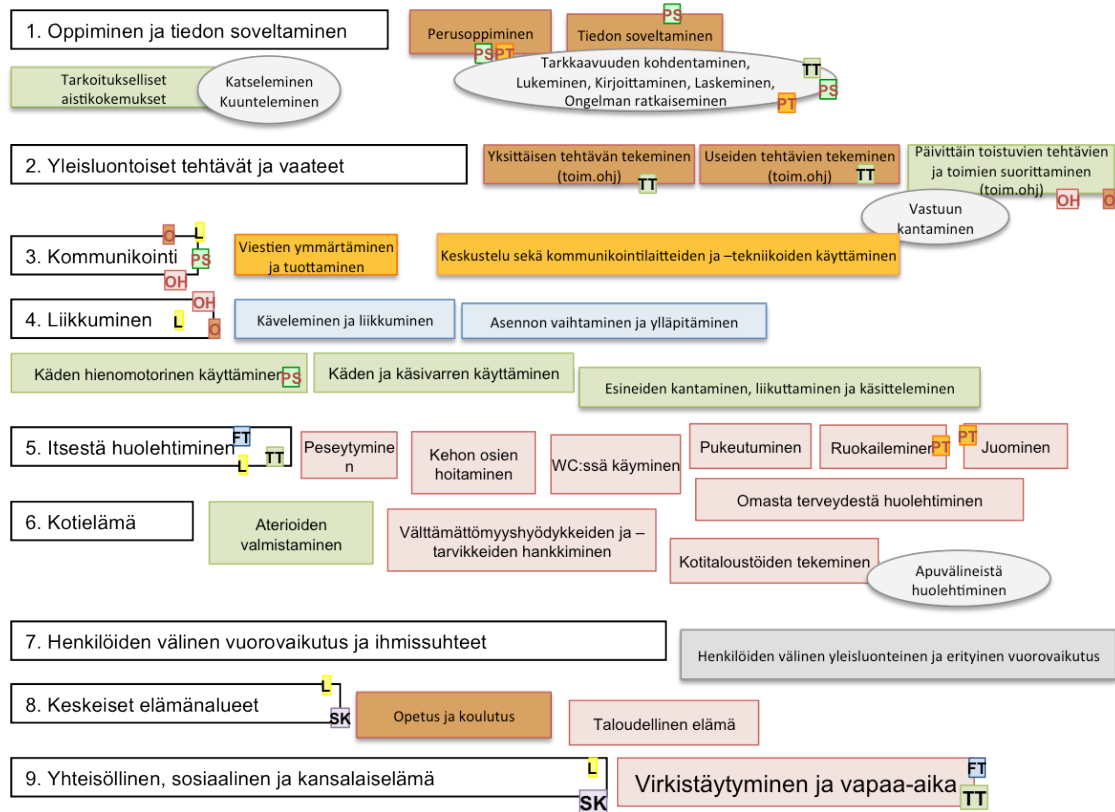 1. Oppiminen ja tiedon soveltaminen
Perusoppiminen
PS
PT
PS
Tiedon soveltaminen
Tarkoitukselliset
aistikokemukset
Katseleminen
Kuunteleminen
Tarkkaavuuden kohdentaminen,
Lukeminen, Kirjoittaminen, Laskeminen,
Ongelman ratkaiseminen
TT
PS
PT
2. Yleisluontoiset tehtävät ja vaateet
Yksittäisen tehtävän tekeminen
(toim.ohj)
TT
Useiden tehtävien tekeminen
(toim.ohj)
TT
Päivittäin toistuvien tehtävien
ja toimien suorittaminen
(toim.ohj)
OH
O
Vastuun
kantaminen
3. Kommunikointi
O
L
PS
OH
Viestien ymmärtäminen
ja tuottaminen
Keskustelu sekä kommunikointilaitteiden ja –tekniikoiden käyttäminen
4. Liikkuminen
OH
L
O
Käveleminen ja liikkuminen
Asennon vaihtaminen ja ylläpitäminen
Käden hienomotorinen käyttäminen
PS
Käden ja käsivarren käyttäminen
Esineiden kantaminen, liikuttaminen ja käsitteleminen
5. Itsestä huolehtiminen
FT
L
TT
Peseytymine
n
Kehon osien
hoitaminen
WC:ssä käyminen
Pukeutuminen
Ruokaileminen
PT
PT
Juominen
Omasta terveydestä huolehtiminen
6. Kotielämä
Aterioiden
valmistaminen
Välttämättömyyshyödykkeiden ja –
tarvikkeiden hankkiminen
Kotitaloustöiden tekeminen
Apuvälineistä
huolehtiminen
7. Henkilöiden välinen vuorovaikutus ja ihmissuhteet
Henkilöiden välinen yleisluonteinen ja erityinen vuorovaikutus
8. Keskeiset elämänalueet
L
SK
Opetus ja koulutus
Taloudellinen elämä
9. Yhteisöllinen, sosiaalinen ja kansalaiselämä
L
SK
Virkistäytyminen ja vapaa-aika
FT
TT